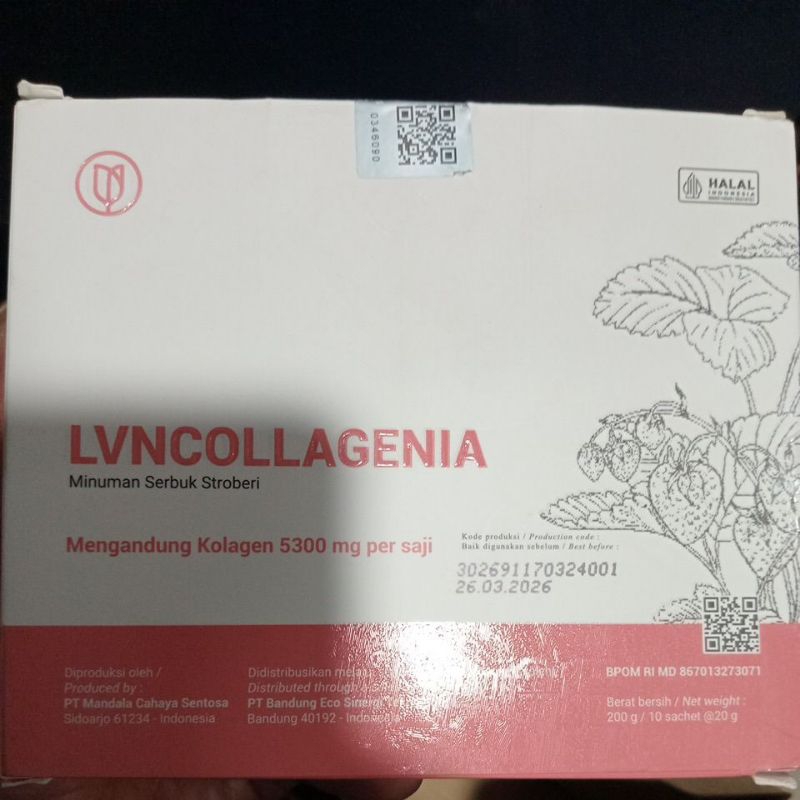 0346090
HALAL
INDONESIA
LVNCOLLAGENIA
Minuman Serbuk Stroberi
Mengandung Kolagen 5300 mg per saji
Kode produksi / Production code :
Baik digunakan sebelum / Best before :
302691170324001
26.03.2026
Diproduksi oleh /
Produced by :
PT Mandala Cahaya Sentosa
Sidoarjo 61234 - Indonesia
Didistribusikan
Distributed through
PT Bandung Eco Sinergi
Bandung 40192 - Indonesia
BPOM RI MD 867013273071
Berat bersih / Net weight :
200 g / 10 sachet @20 g